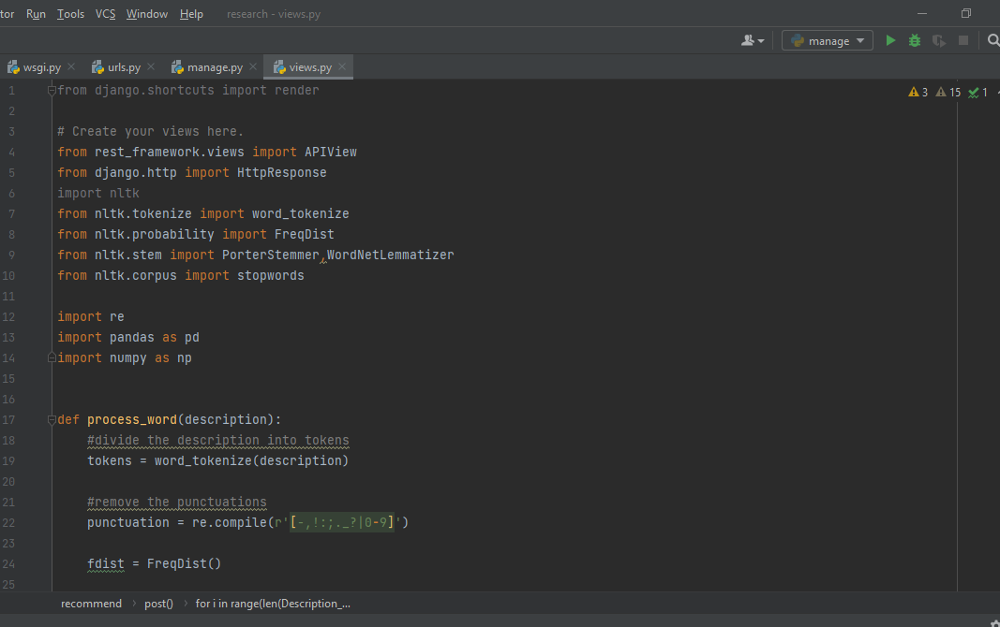 tor Run Tools VCS Window Help research - views.py
manage
wsgi.py urls.py manage.py views.py
3 15 1
1 from django.shortcuts import render
2
3 # Create your views here.
4 from rest_framework.views import APIView
5 from django.http import HttpResponse
6 import nltk
7 from nltk.tokenize import word_tokenize
8 from nltk.probability import FreqDist
9 from nltk.stem import PorterStemmer,WordNetLemmatizer
10 from nltk.corpus import stopwords
11
12 import re
13 import pandas as pd
14 import numpy as np
15
16
17 def process_word(description):
18 #divide the description into tokens
19 tokens = word_tokenize(description)
20
21 #remove the punctuations
22 punctuation = re.compile(r'[-,!:;._?|0-9]')
23
24 fdist = FreqDist()
25
recommend › post() › for i in range(len(Description_...